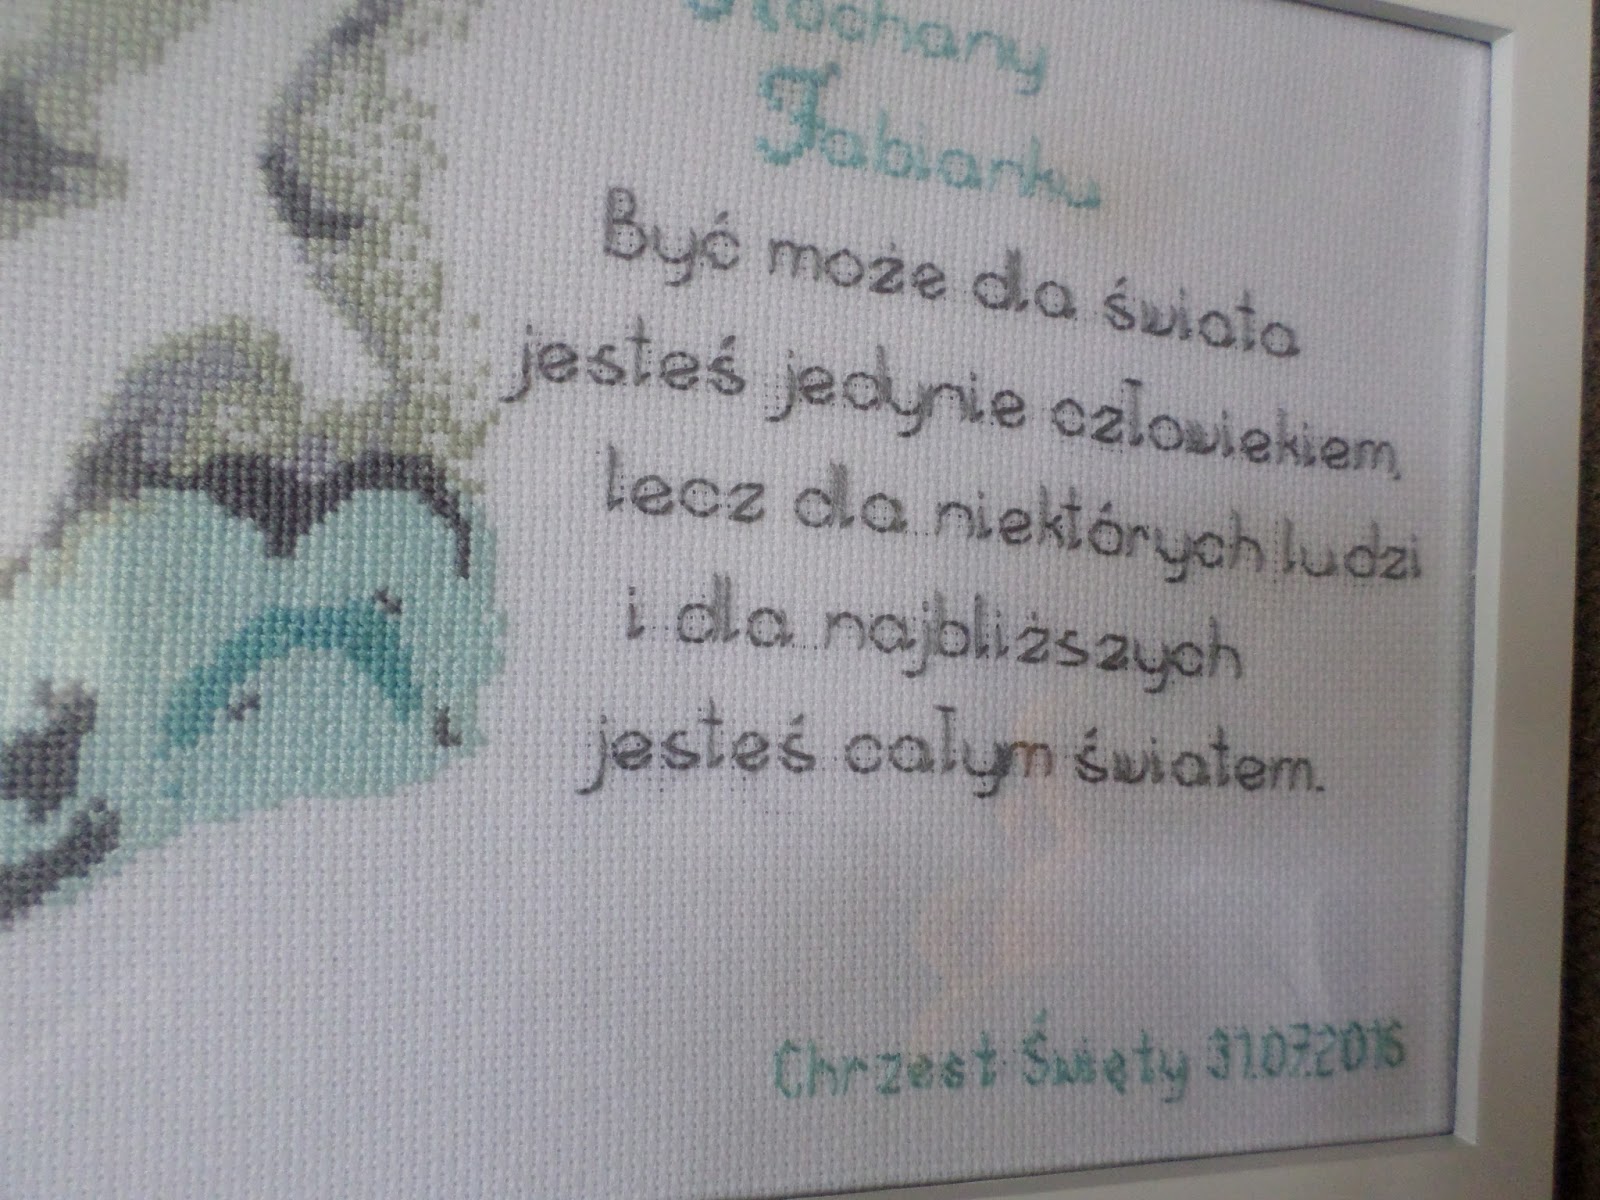 Kochany
Fabianku
Być może dla świata
jesteś jedynie człowiekiem,
lecz dla niektórych ludzi
i dla najbliższych
jesteś całym światem.
Chrzest Święty 31.07.2016